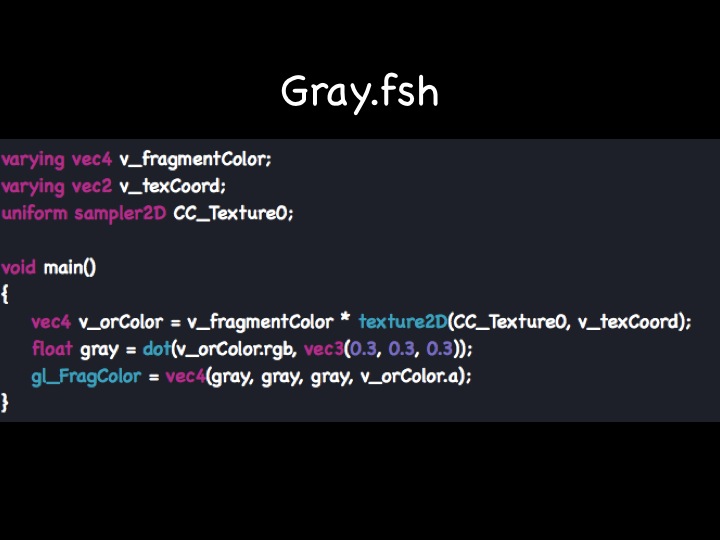 Gray.fsh
varying vec4 v_fragmentColor;
varying vec2 v_texCoord;
uniform sampler2D CC_Texture0;
void main()
{
vec4 v_orColor = v_fragmentColor * texture2D(CC_Texture0, v_texCoord);
float gray = dot(v_orColor.rgb, vec3(0.3, 0.3, 0.3));
gl_FragColor = vec4(gray, gray, gray, v_orColor.a);
}